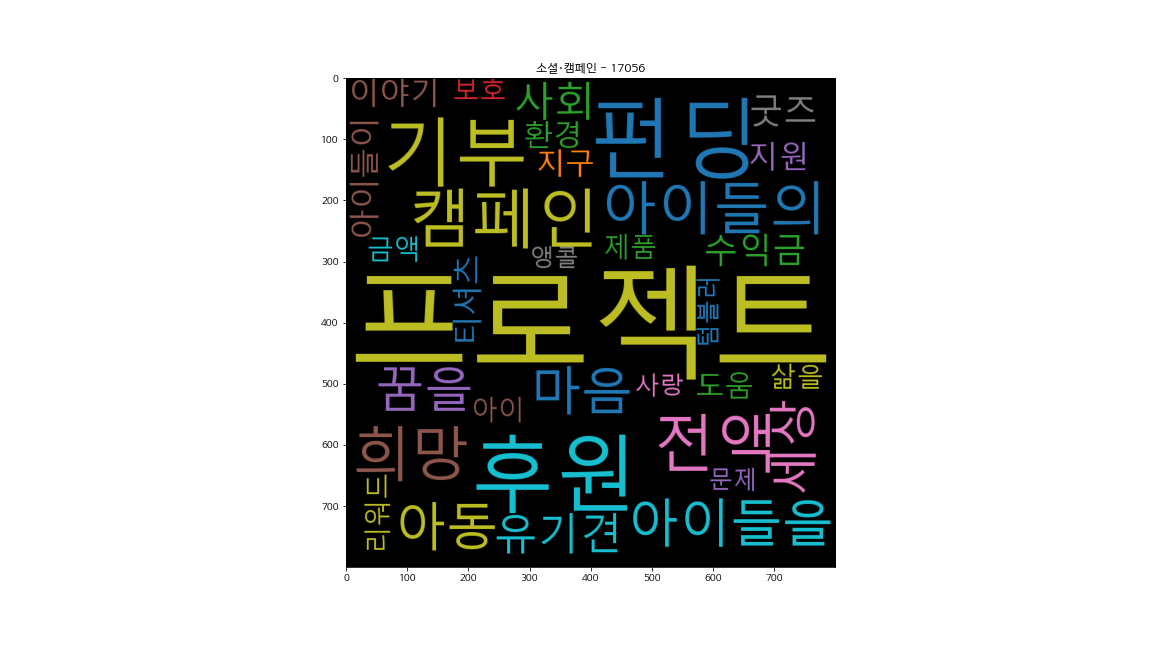 소셜·캠페인 - 17056
0
이야기 보호 사회 펀딩 굿즈
100
기부 환경 지구 지원
아이들이
200
캠페인 아이들의
금액 앵콜 제품 수익금
300
티셔츠 텀블러
프로젝트
400
500
꿈을 마음 사랑 도움 삶을
아이
600
희망 후원 전액 세상
문제
700
리워드 아동 유기견 아이들을
0 100 200 300 400 500 600 700